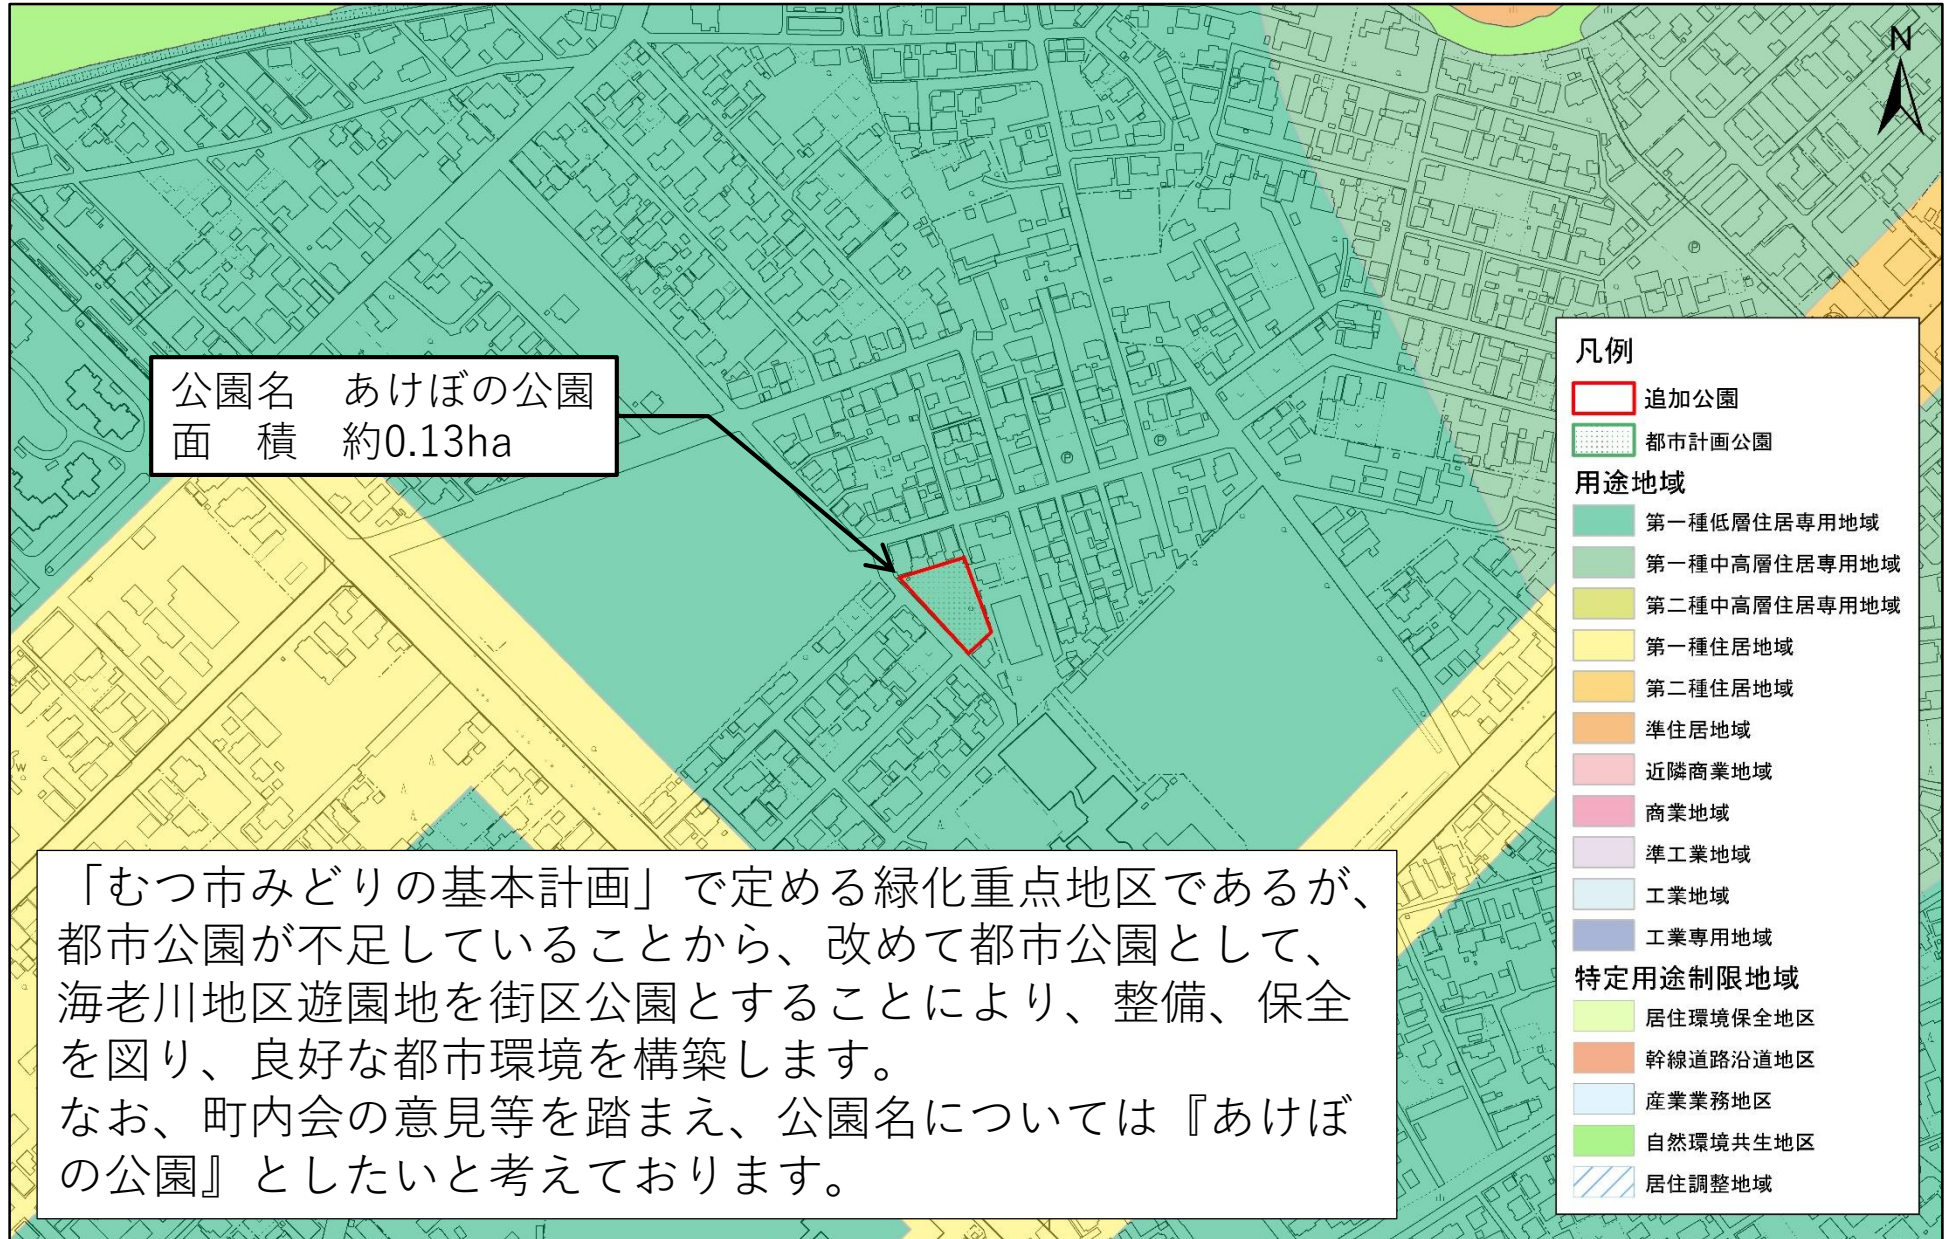 N
公園名　あけぼの公園
面　積　約0.13ha
凡例
追加公園
都市計画公園
用途地域
第一種低層住居専用地域
第一種中高層住居専用地域
第二種中高層住居専用地域
第一種住居地域
第二種住居地域
準住居地域
近隣商業地域
商業地域
準工業地域
工業地域
工業専用地域
特定用途制限地域
居住環境保全地区
幹線道路沿道地区
産業業務地区
自然環境共生地区
居住調整地域
「むつ市みどりの基本計画」で定める緑化重点地区であるが、
都市公園が不足していることから、改めて都市公園として、
海老川地区遊園地を街区公園とすることにより、整備、保全
を図り、良好な都市環境を構築します。
なお、町内会の意見等を踏まえ、公園名については『あけぼ
の公園』としたいと考えております。